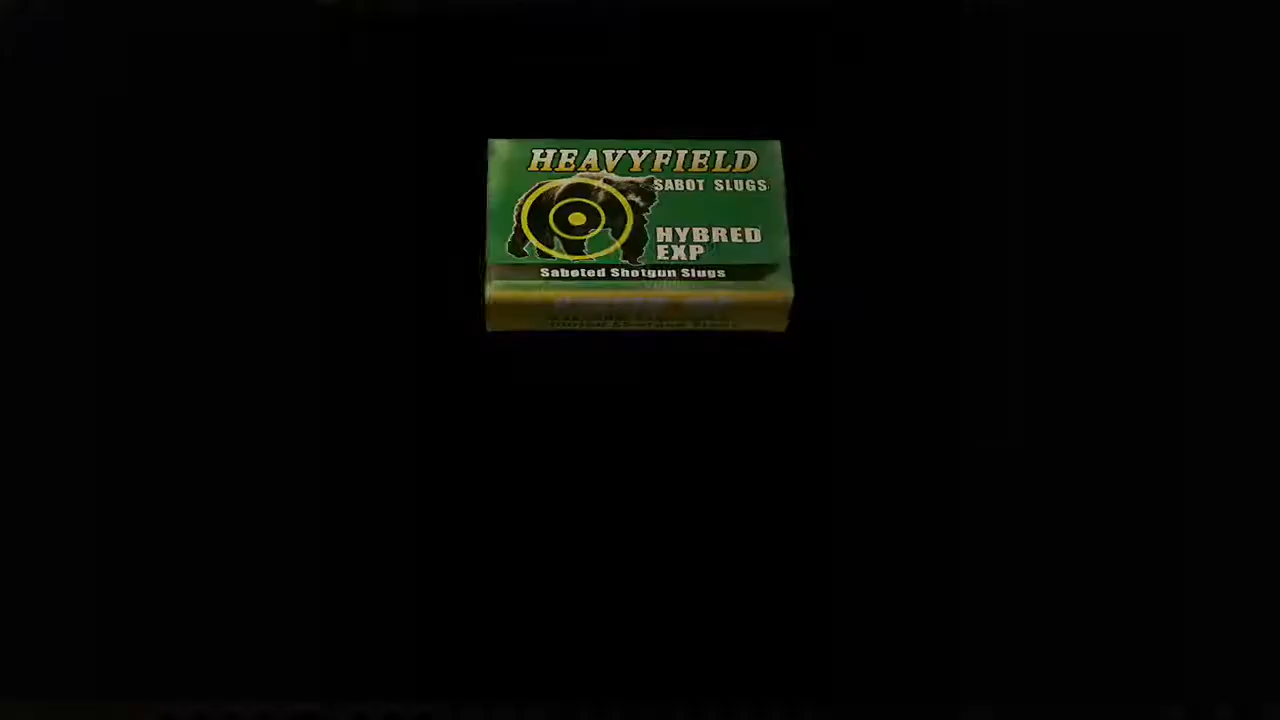 HEAVYFIELD
SABOT SLUGS
HYBRED
EXP
Saboted Shotgun Slugs